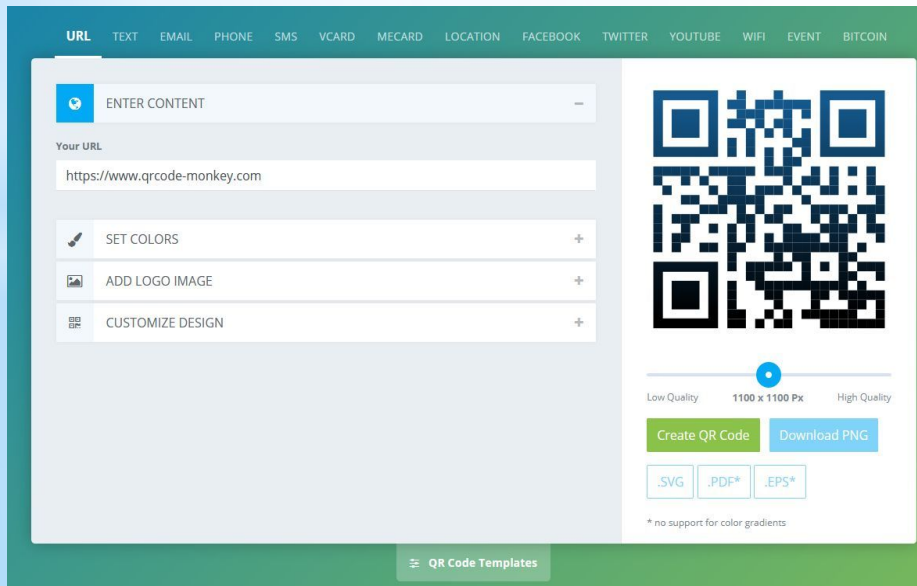 URL TEXT EMAIL PHONE SMS VCARD MECARD LOCATION FACEBOOK TWITTER YOUTUBE WIFI EVENT BITCOIN
ENTER CONTENT
Your URL
https://www.qrcode-monkey.com
SET COLORS
ADD LOGO IMAGE
CUSTOMIZE DESIGN
Low Quality 1100 x 1100 Px High Quality
Create QR Code Download PNG
.SVG .PDF* .EPS*
* no support for color gradients
QR Code Templates